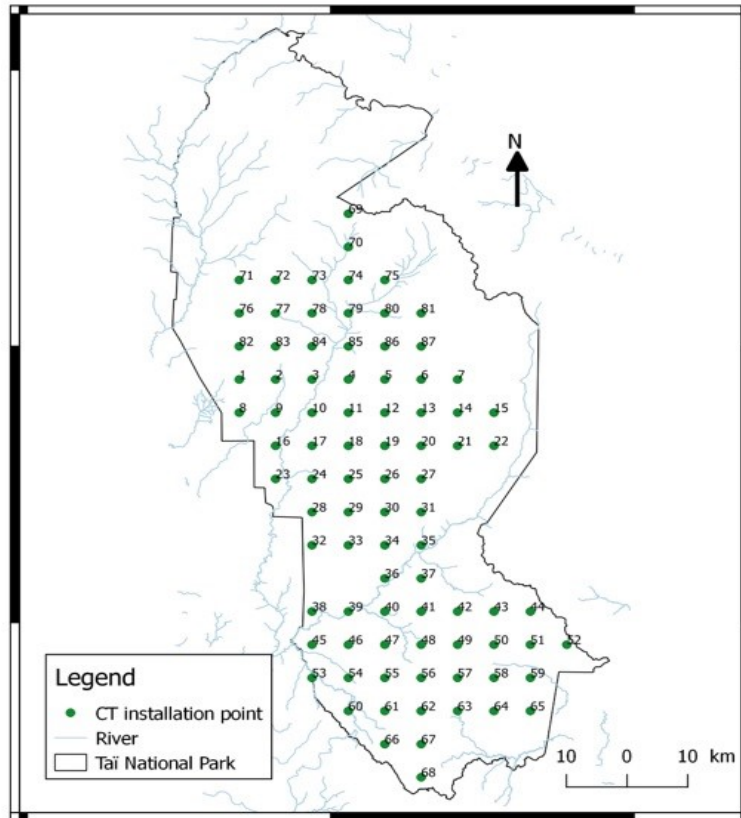 N
69
70
71 72 73 74 75
76 77 78 79 80 81
82 83 84 85 86 87
1 2 3 4 5 6 7
8 9 10 11 12 13 14 15
16 17 18 19 20 21 22
23 24 25 26 27
28 29 30 31
32 33 34 35
36 37
38 39 40 41 42 43 44
45 46 47 48 49 50 51 52
53 54 55 56 57 58 59
60 61 62 63 64 65
66 67
68
Legend
CT installation point
River
Taï National Park
10 0 10 km